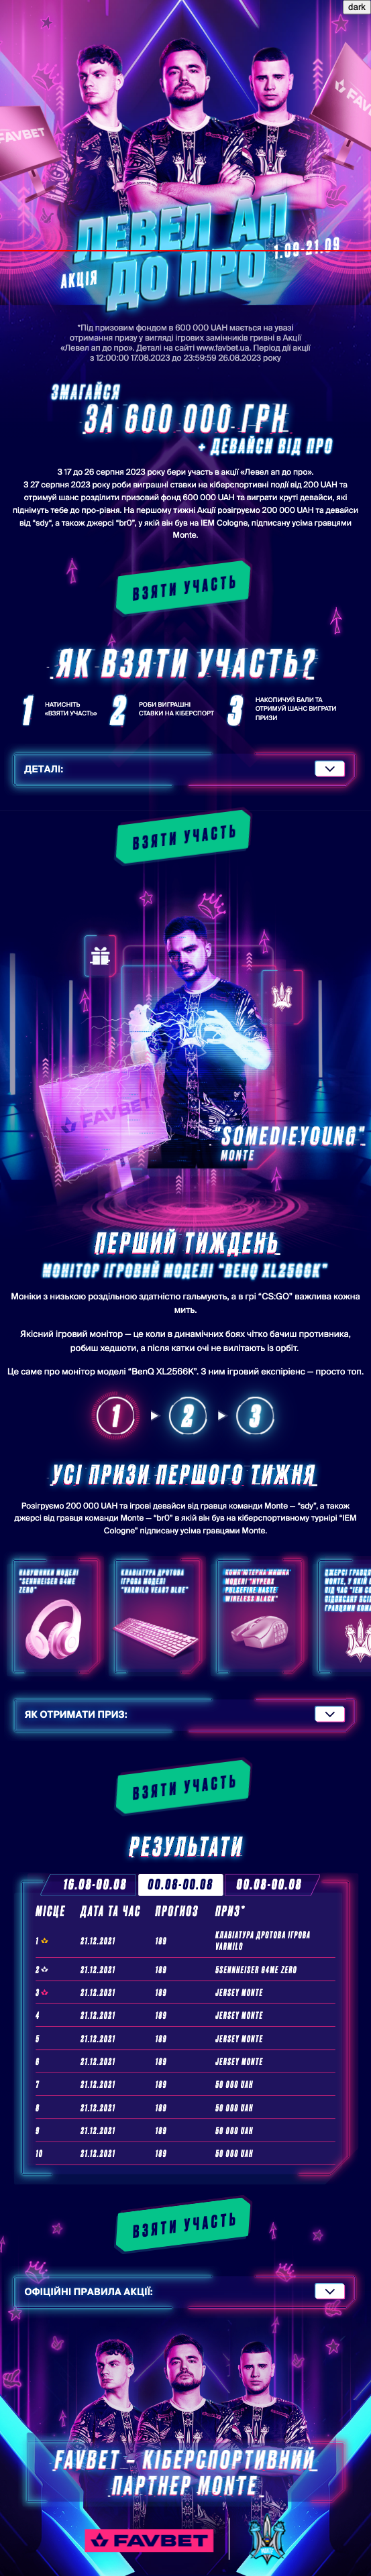 dark
FAVBET
FAVBET
ЛЕВЕЛ АП
1.08-21.09
АКЦІЯ
ДО ПРО
*Під призовим фондом в 600 000 UAH мається на увазі
отримання призу у вигляді ігрових замінників гривні в Акції
«Левел ап до про». Деталі на сайті www.favbet.ua. Період дії акції
з 12:00:00 17.08.2023 до 23:59:59 26.08.2023 року
ЗМАГАЙСЯ
ЗА 600 000 ГРН
+ ДЕВАЙСИ ВІД ПРО
З 17 до 26 серпня 2023 року бери участь в акції «Левел ап до про».
З 27 серпня 2023 року роби виграшні ставки на кіберспортивні події від 200 UAH та
отримуй шанс розділити призовий фонд 600 000 UAH та виграти круті девайси, які
піднімуть тебе до про-рівня. На першому тижні Акції розігруємо 200 000 UAH та девайси
від “sdy”, а також джерсі “br0”, у якій він був на IEM Cologne, підписану усіма гравцями
Monte.
ВЗЯТИ УЧАСТЬ
ЯК ВЗЯТИ УЧАСТЬ?
1 НАТИСНІТЬ
«ВЗЯТИ УЧАСТЬ»
2 РОБИ ВИГРАШНІ
СТАВКИ НА КІБЕРСПОРТ
3 НАКОПИЧУЙ БАЛИ ТА
ОТРИМУЙ ШАНС ВИГРАТИ
ПРИЗИ
ДЕТАЛІ:
ВЗЯТИ УЧАСТЬ
FAVBET
"SOMEDIEYOUNG"
MONTE
ПЕРШИЙ ТИЖДЕНЬ
МОНІТОР ІГРОВИЙ МОДЕЛІ "BENQ XL2566K"
Моніки з низькою роздільною здатністю гальмують, а в грі “CS:GO” важлива кожна
мить.
Якісний ігровий монітор — це коли в динамічних боях чітко бачиш противника,
робиш хедшоти, а після катки очі не вилітають із орбіт.
Це саме про монітор моделі “BenQ XL2566K”. З ним ігровий експірієнс — просто топ.
1 2 3
УСІ ПРИЗИ ПЕРШОГО ТИЖНЯ
Розігруємо 200 000 UAH та ігрові девайси від гравця команди Monte — “sdy”, а також
джерсі від гравця команди Monte — “br0” в якій він був на кіберспортивному турнірі “IEM
Cologne” підписану усіма гравцями Monte.
НАВУШНИКИ МОДЕЛІ
"SENNHEISER G4ME
ZERO"
КЛАВІАТУРА ДРОТОВА
ІГРОВА МОДЕЛІ
"VARMILO VEAGY BLUE"
КОМП'ЮТЕРНА МИШКА
МОДЕЛІ "HYPERX
PULSEFIRE HASTE
WIRELESS BLACK"
ДЖЕРСІ ГРАВЦЯ
MONTE, У ЯКІЙ
ПІД ЧАС "IEM
ПІДПИСАНУ
ГРАВЦЯМИ
ЯК ОТРИМАТИ ПРИЗ:
ВЗЯТИ УЧАСТЬ
РЕЗУЛЬТАТИ
16.08-00.08 00.08-00.08 00.08-00.08
МІСЦЕ ДАТА ТА ЧАС ПРОГНОЗ ПРИЗ*
1 21.12.2021 189 КЛАВІАТУРА ДРОТОВА ІГРОВА
VARMILO
2 21.12.2021 189 SSENNHEISER G4ME ZERO
3 21.12.2021 189 JERSEY MONTE
4 21.12.2021 189 JERSEY MONTE
5 21.12.2021 189 JERSEY MONTE
6 21.12.2021 189 JERSEY MONTE
7 21.12.2021 189 50 000 UAH
8 21.12.2021 189 50 000 UAH
9 21.12.2021 189 50 000 UAH
10 21.12.2021 189 50 000 UAH
ВЗЯТИ УЧАСТЬ
ОФІЦІЙНІ ПРАВИЛА АКЦІЇ:
FAVBET – КІБЕРСПОРТИВНИЙ
ПАРТНЕР MONTE
FAVBET